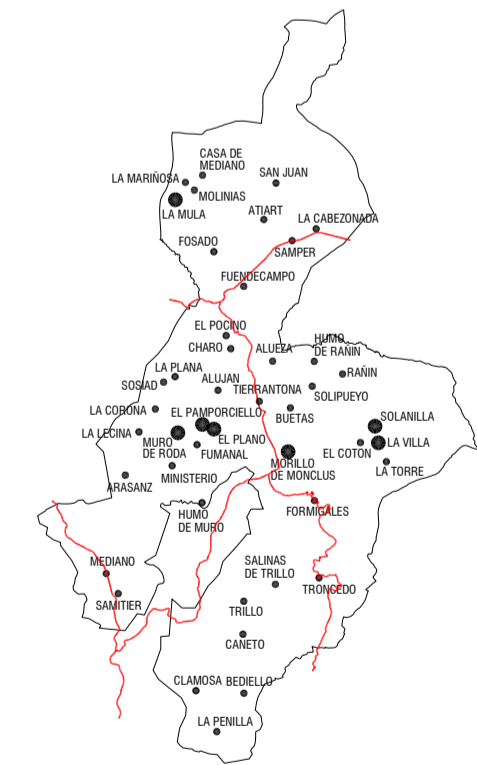 CASA DE
MEDIANO
LA MARIÑOSA
SAN JUAN
MOLINIAS
LA MULA
ATIART
LA CABEZONADA
FOSADO
SAMPER
FUENDECAMPO
EL POCINO
CHARO
ALUEZA
HUMO
DE RAÑIN
LA PLANA
RAÑIN
SOSIAD
ALUJAN
TIERRANTONA
SOLIPUEYO
LA CORONA
EL PAMPORCIELLO
BUETAS
SOLANILLA
LA LECINA
MURO
DE RODA
EL PLANO
FUMANAL
EL COTON
LA VILLA
MORILLO
DE MONCLUS
LA TORRE
MINISTERIO
ARASANZ
HUMO
DE MURO
FORMIGALES
MEDIANO
SALINAS
DE TRILLO
TRONCEDO
SAMITIER
TRILLO
CAÑETO
CLAMOSA
BEDIELLO
LA PENILLA